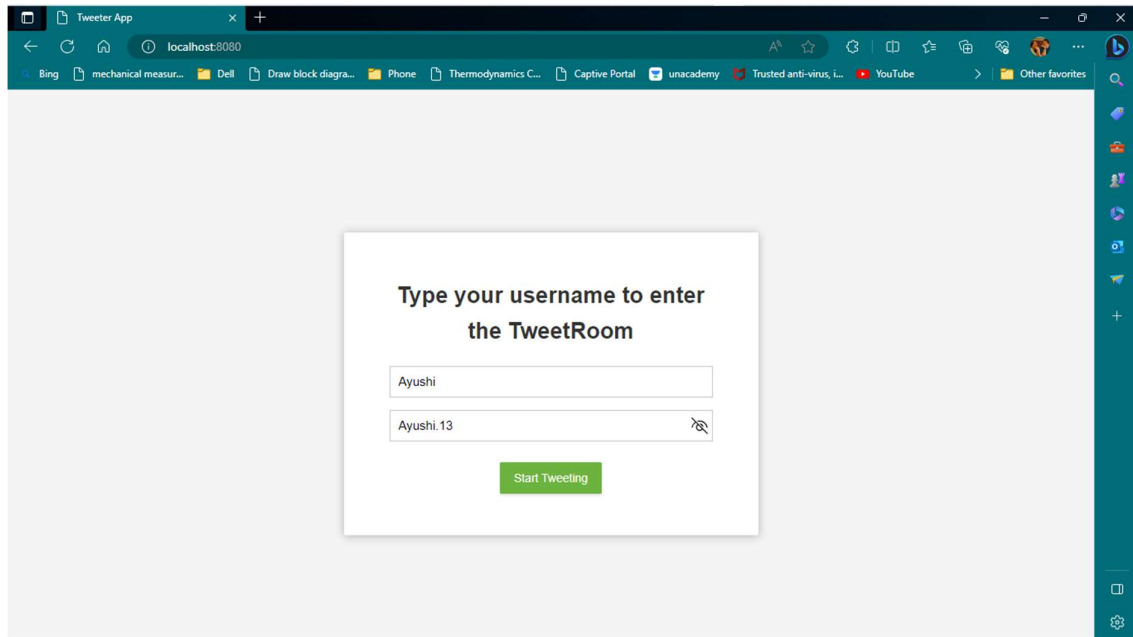 Tweeter App
localhost:8080
Bing
mechanical measur...
Dell
Draw block diagra...
Phone
Thermodynamics C...
Captive Portal
unacademy
Trusted anti-virus, i...
YouTube
Other favorites
Type your username to enter
the TweetRoom
Ayushi
Ayushi.13
Start Tweeting